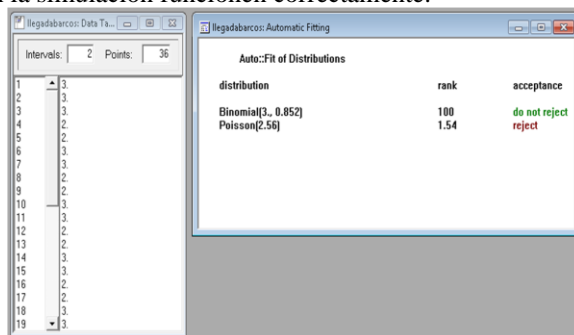 la simulación funcionen correctamente.
llegadabarcos: Data Ta...
Intervals: 2 Points: 36
1 3.
2 3.
3 3.
4 2.
5 2.
6 3.
7 3.
8 2.
9 2.
10 3.
11 3.
12 2.
13 2.
14 3.
15 3.
16 2.
17 2.
18 3.
19 3.
llegadabarcos: Automatic Fitting
Auto::Fit of Distributions
distribution rank acceptance
Binomial(3., 0.852) 100 do not reject
Poisson(2.56) 1.54 reject